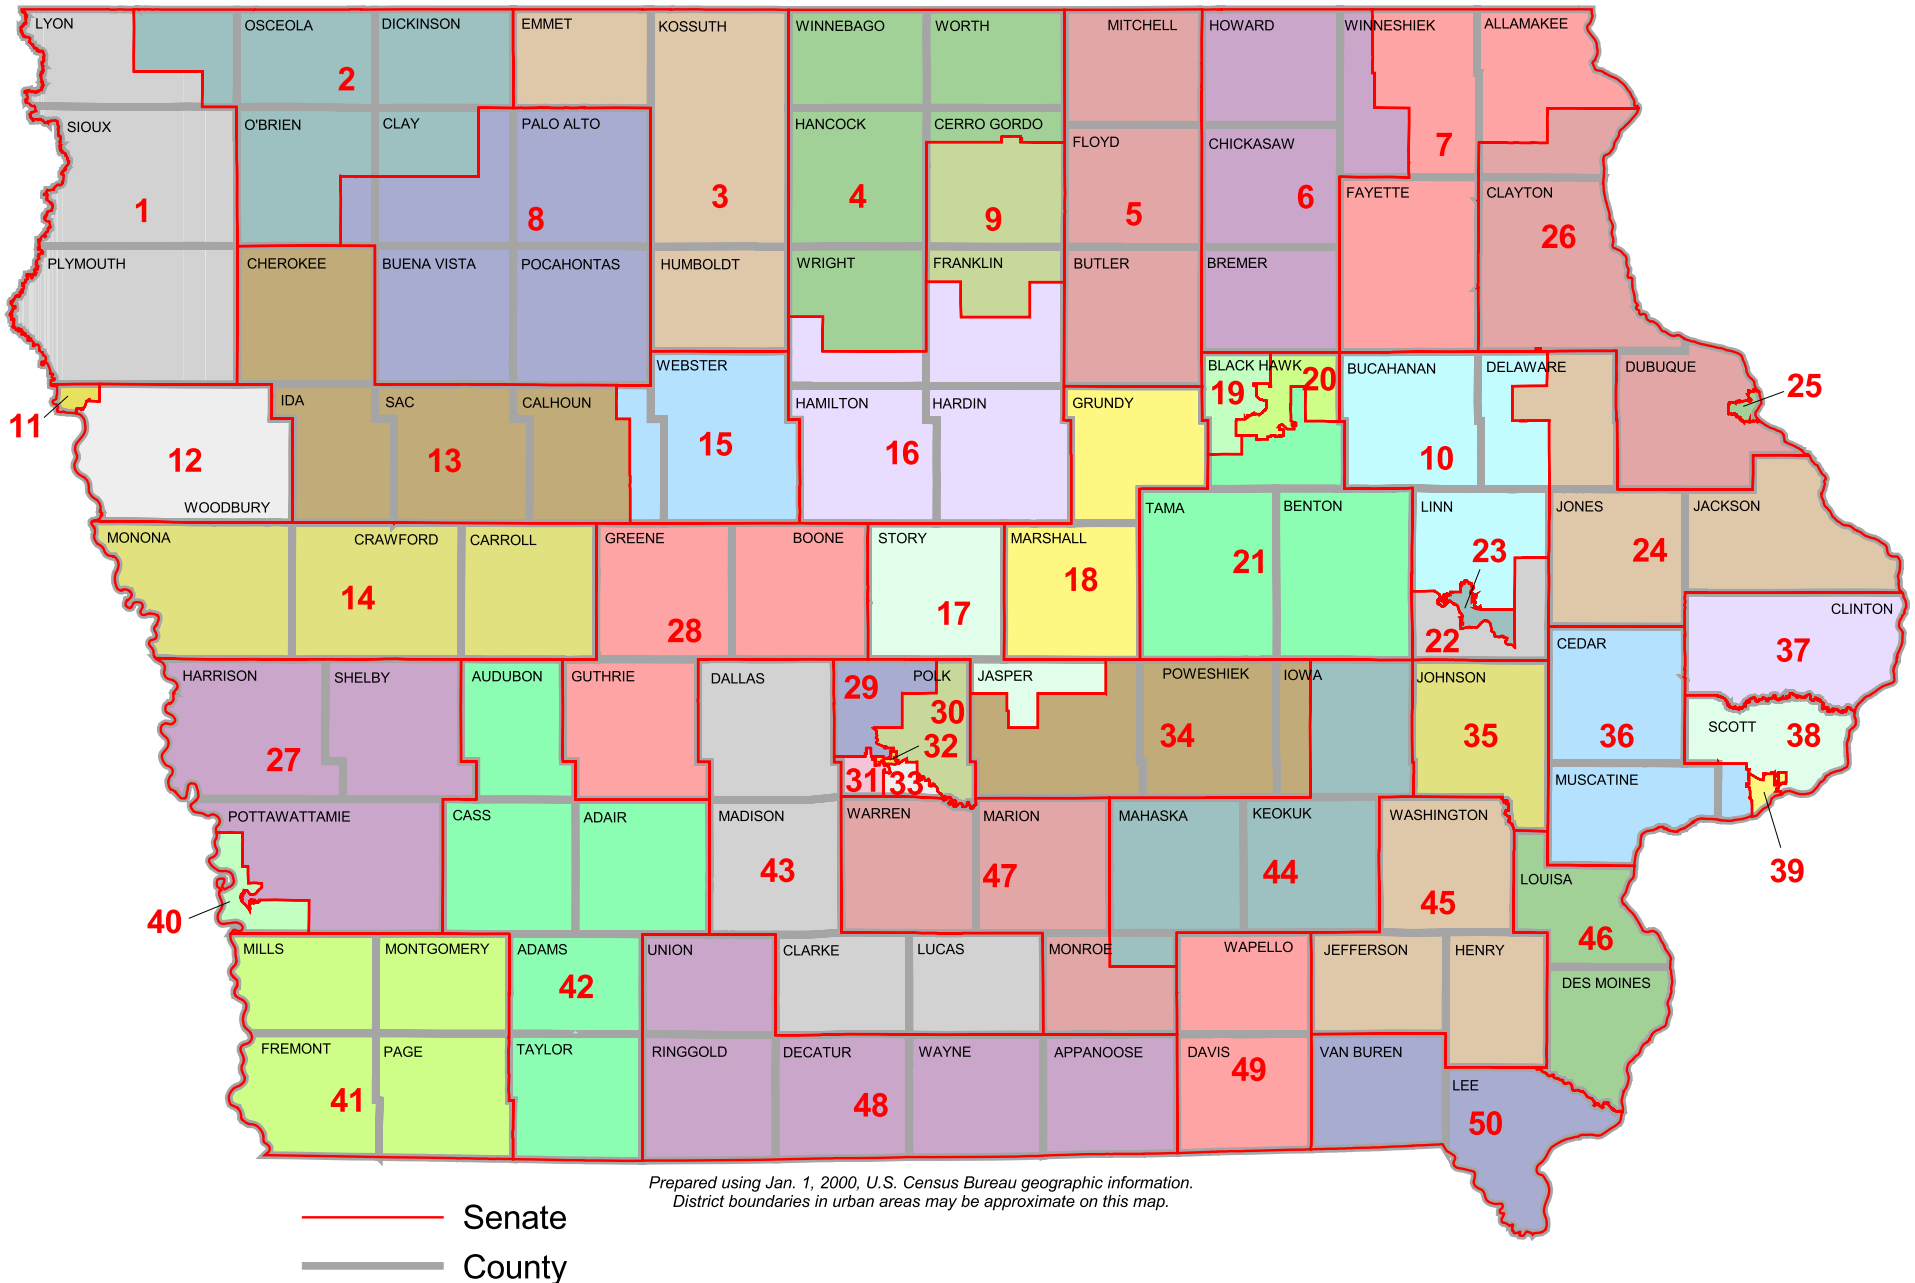 LYON
OSCEOLA
DICKINSON
EMMET
KOSSUTH
WINNEBAGO
WORTH
MITCHELL
HOWARD
WINNESHIEK
ALLAMAKEE
2
SIOUX
O'BRIEN
CLAY
PALO ALTO
HANCOCK
CERRO GORDO
FLOYD
CHICKASAW
7
FAYETTE
CLAYTON
1
8
3
4
9
5
6
26
PLYMOUTH
CHEROKEE
BUENA VISTA
POCAHONTAS
HUMBOLDT
WRIGHT
FRANKLIN
BUTLER
BREMER
WEBSTER
BLACK HAWK
BUCAHANAN
DELAWARE
DUBUQUE
19
20
25
11
IDA
SAC
CALHOUN
HAMILTON
HARDIN
GRUNDY
12
13
15
16
10
WOODBURY
TAMA
BENTON
LINN
JONES
JACKSON
MONONA
CRAWFORD
CARROLL
GREENE
BOONE
STORY
MARSHALL
14
28
17
18
21
23
22
24
CLINTON
37
HARRISON
SHELBY
AUDUBON
GUTHRIE
DALLAS
POLK
JASPER
POWESHIEK
IOWA
JOHNSON
CEDAR
29
30
32
31
33
27
34
35
36
SCOTT
38
MUSCATINE
39
POTTAWATTAMIE
CASS
ADAIR
MADISON
WARREN
MARION
MAHASKA
KEOKUK
WASHINGTON
LOUISA
40
43
47
44
45
46
MILLS
MONTGOMERY
ADAMS
UNION
CLARKE
LUCAS
MONROE
WAPELLO
JEFFERSON
HENRY
DES MOINES
42
FREMONT
PAGE
TAYLOR
RINGGOLD
DECATUR
WAYNE
APPANOOSE
DAVIS
VAN BUREN
LEE
41
48
49
50
Prepared using Jan. 1, 2000, U.S. Census Bureau geographic information.
District boundaries in urban areas may be approximate on this map.
Senate
County